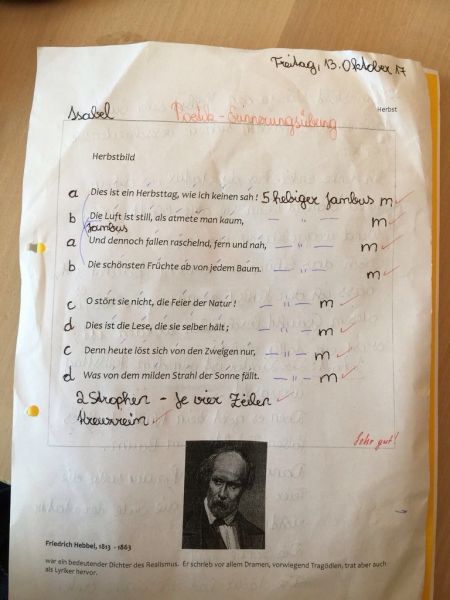 Freitag, 13. Oktober 17
Herbst
Isabel Poetik - Erinnerungsübung
Herbstbild
a Dies ist ein Herbsttag, wie ich keinen sah! 5 hebiger Jambus m ✓
b Die Luft ist still, als atmete man kaum, — " — m ✓
Jambus
a Und dennoch fallen raschelnd, fern und nah, — " — m ✓
b Die schönsten Früchte ab von jedem Baum. — " — m ✓
c O stört sie nicht, die Feier der Natur! — " — m ✓
d Dies ist die Lese, die sie selber hält; — " — m ✓
c Denn heute löst sich von den Zweigen nur, — " — m ✓
d Was von dem milden Strahl der Sonne fällt. — " — m ✓
2 Strophen - Je vier Zeilen ✓
Kreuzreim ✓
Sehr gut!
Friedrich Hebbel, 1813 - 1863
war ein bedeutender Dichter des Realismus. Er schrieb vor allem Dramen, vorwiegend Tragödien, trat aber auch
als Lyriker hervor.